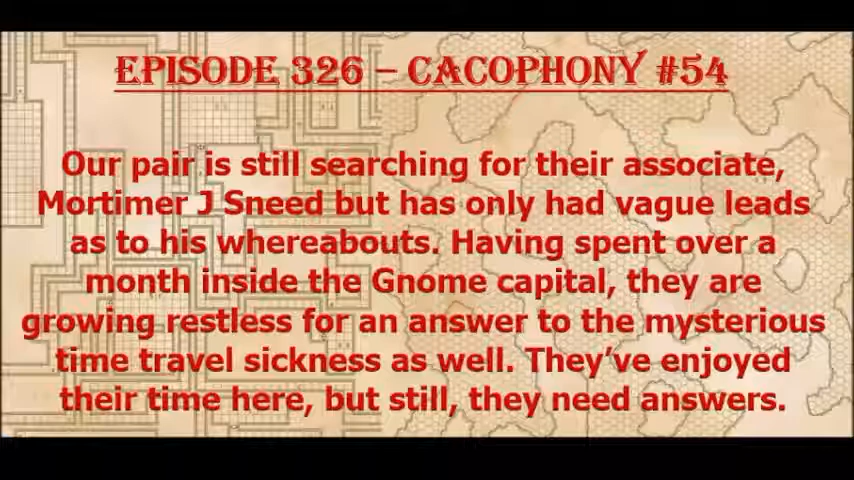 EPISODE 326 – CACOPHONY #54
Our pair is still searching for their associate,
Mortimer J Sneed but has only had vague leads
as to his whereabouts. Having spent over a
month inside the Gnome capital, they are
growing restless for an answer to the mysterious
time travel sickness as well. They’ve enjoyed
their time here, but still, they need answers.